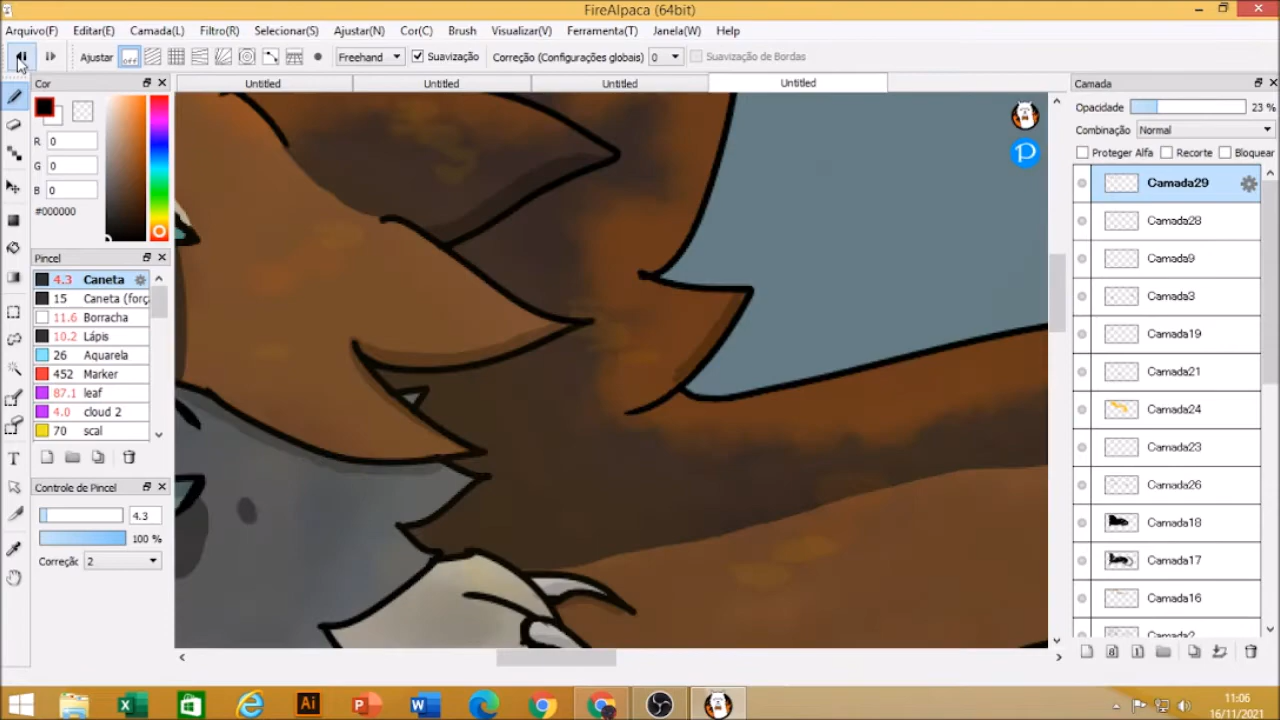 FireAlpaca (64bit)
Arquivo(F) Editar(E) Camada(L) Filtro(R) Selecionar(S) Ajustar(N) Cor(C) Brush Visualizar(V) Ferramenta(T) Janela(W) Help
Ajustar off Freehand Suavização Correção (Configurações globais) 0 Suavização de Bordas
Untitled Untitled Untitled Untitled
Cor
R 0
G 0
B 0
#000000
Pincel
4.3 Caneta
15 Caneta (forç
11.6 Borracha
10.2 Lápis
26 Aquarela
452 Marker
87.1 leaf
4.0 cloud 2
70 scal
Controle de Pincel
4.3
100 %
Correção 2
Camada
Opacidade 23 %
Combinação Normal
Proteger Alfa Recorte Bloquear
Camada29
Camada28
Camada9
Camada3
Camada19
Camada21
Camada24
Camada23
Camada26
Camada18
Camada17
Camada16
Camada2
11:06
16/11/2021